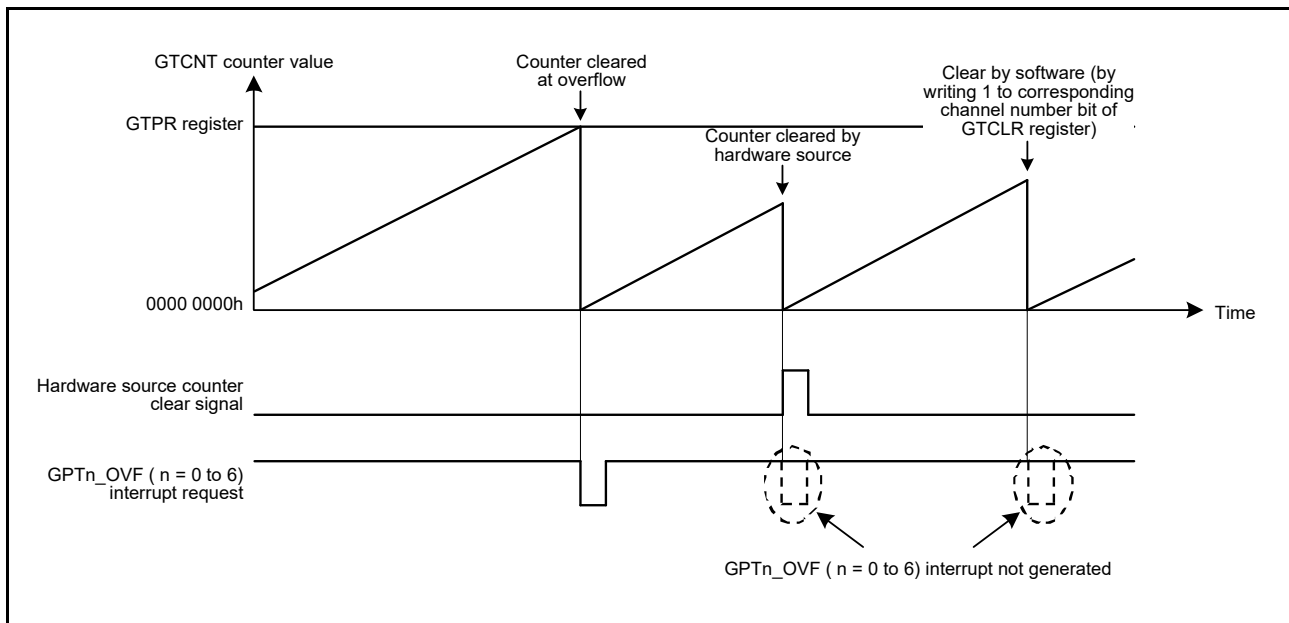 GTCNT counter value
Counter cleared
at overflow
Clear by software (by
writing 1 to corresponding
channel number bit of
GTCLR register)
GTPR register
Counter cleared by
hardware source
0000 0000h
Time
Hardware source counter
clear signal
GPTn_OVF ( n = 0 to 6)
interrupt request
GPTn_OVF ( n = 0 to 6) interrupt not generated